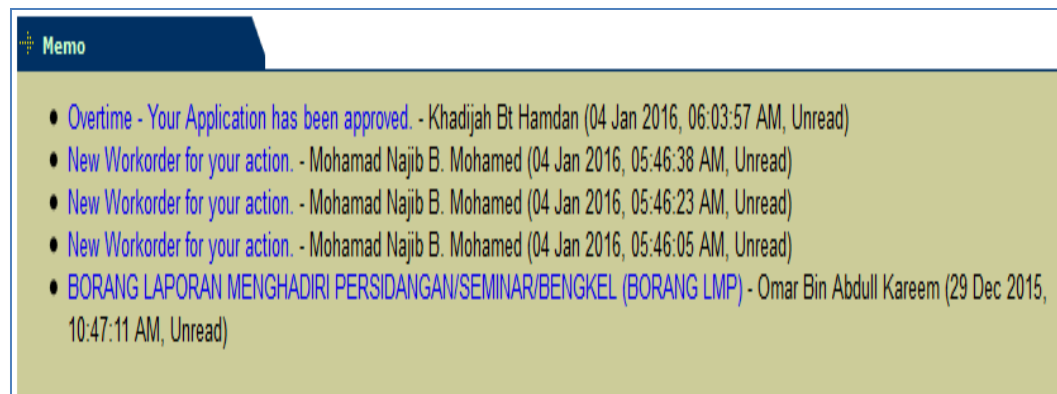 Memo
Overtime - Your Application has been approved. - Khadijah Bt Hamdan (04 Jan 2016, 06:03:57 AM, Unread)
New Workorder for your action. - Mohamad Najib B. Mohamed (04 Jan 2016, 05:46:38 AM, Unread)
New Workorder for your action. - Mohamad Najib B. Mohamed (04 Jan 2016, 05:46:23 AM, Unread)
New Workorder for your action. - Mohamad Najib B. Mohamed (04 Jan 2016, 05:46:05 AM, Unread)
BORANG LAPORAN MENGHADIRI PERSIDANGAN/SEMINAR/BENGKEL (BORANG LMP) - Omar Bin Abdull Kareem (29 Dec 2015,
10:47:11 AM, Unread)